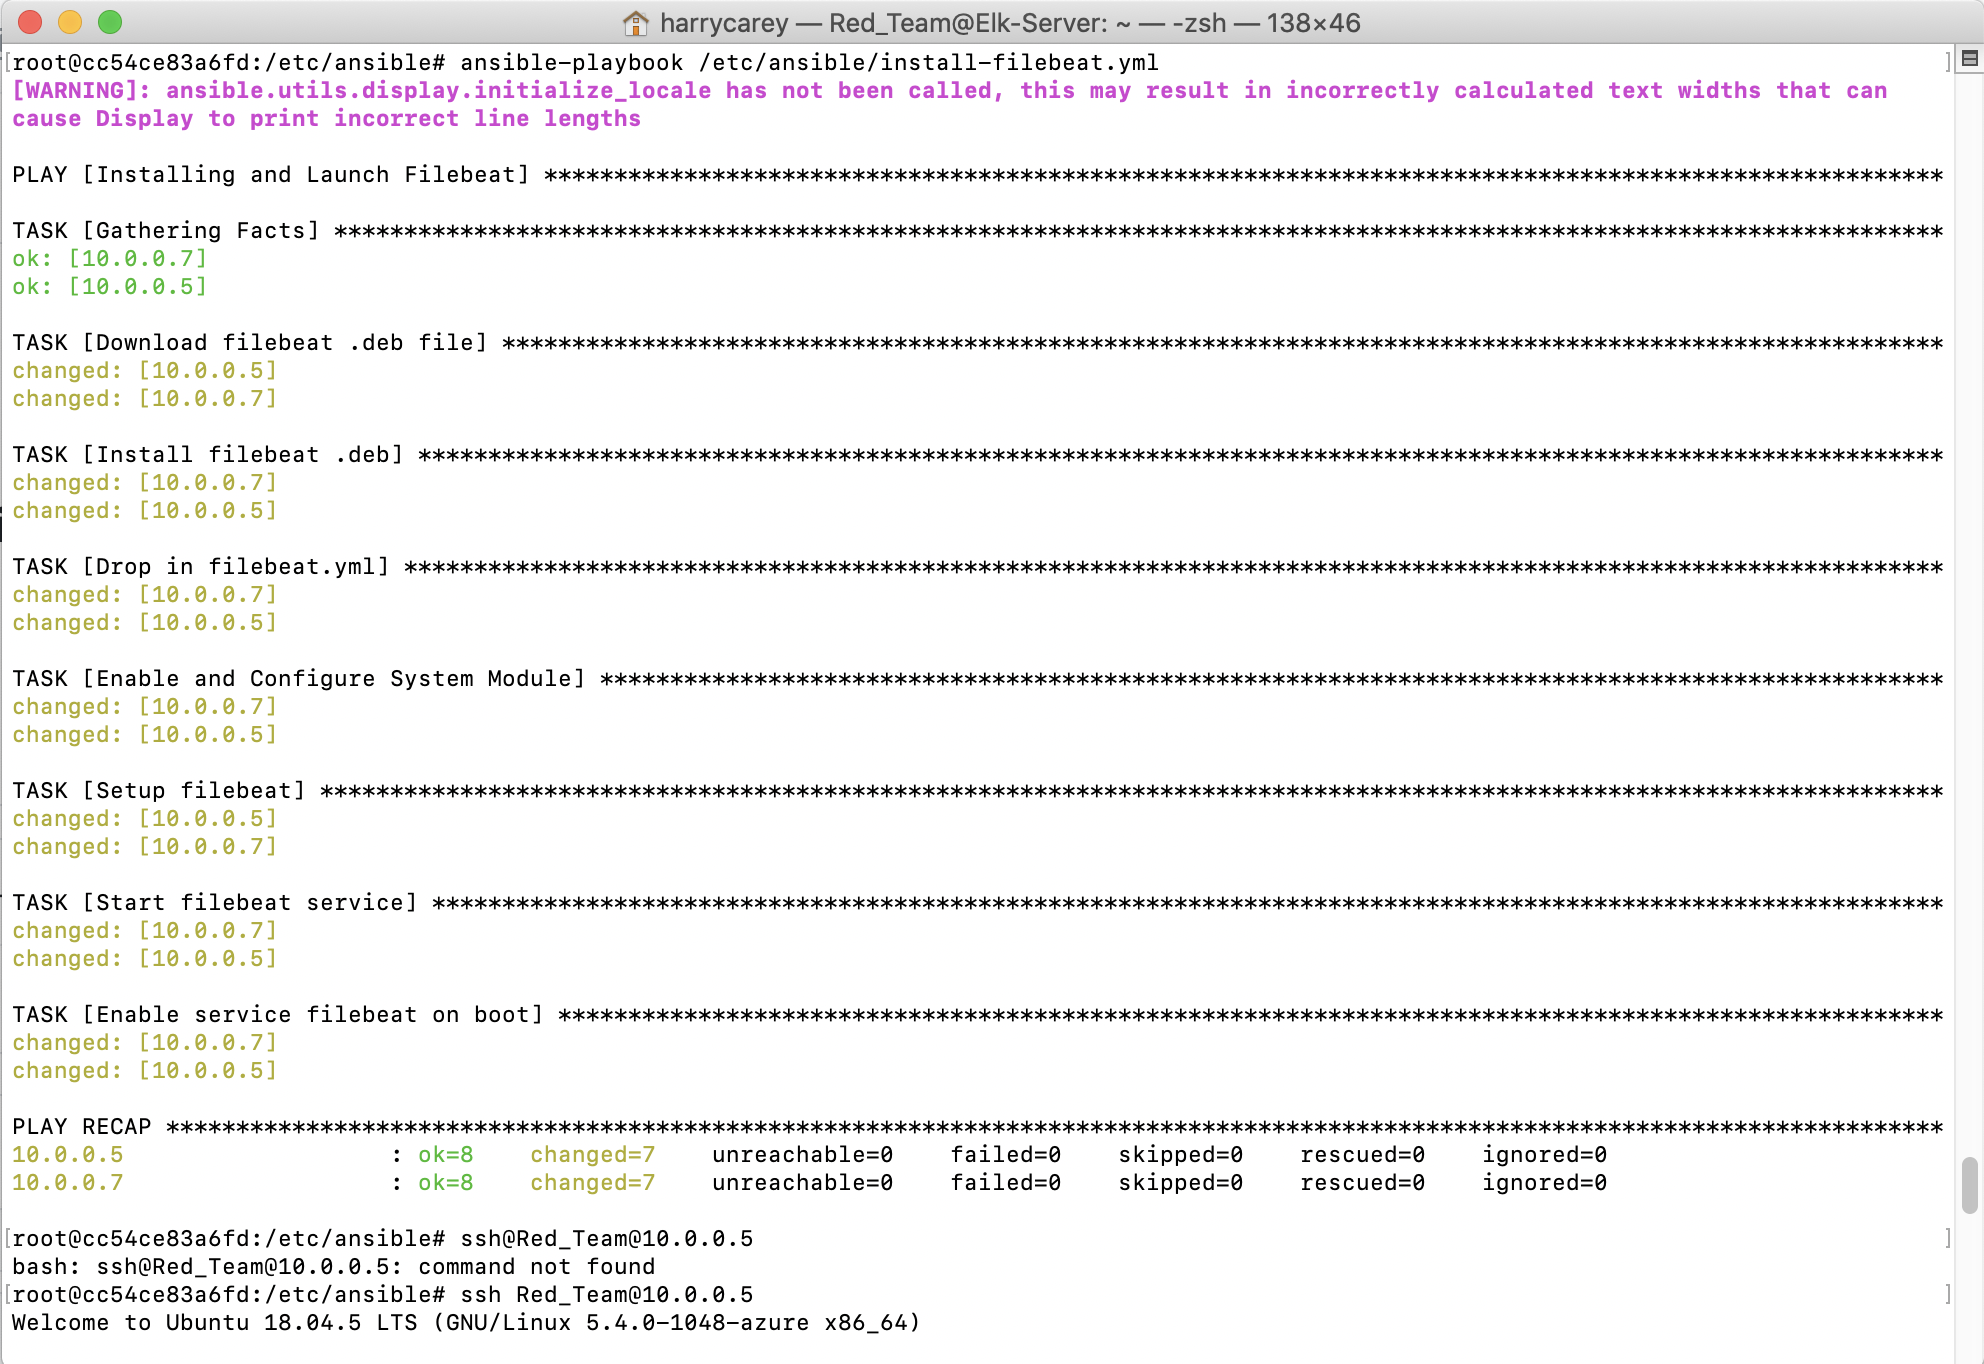 harrycarey — Red_Team@Elk-Server: ~ — -zsh — 138×46
[root@cc54ce83a6fd:/etc/ansible# ansible-playbook /etc/ansible/install-filebeat.yml ]
[WARNING]: ansible.utils.display.initialize_locale has not been called, this may result in incorrectly calculated text widths that can
cause Display to print incorrect line lengths
PLAY [Installing and Launch Filebeat] ****************************************************************************************************
TASK [Gathering Facts] *******************************************************************************************************************
ok: [10.0.0.7]
ok: [10.0.0.5]
TASK [Download filebeat .deb file] *******************************************************************************************************
changed: [10.0.0.5]
changed: [10.0.0.7]
TASK [Install filebeat .deb] *************************************************************************************************************
changed: [10.0.0.7]
changed: [10.0.0.5]
TASK [Drop in filebeat.yml] **************************************************************************************************************
changed: [10.0.0.7]
changed: [10.0.0.5]
TASK [Enable and Configure System Module] ************************************************************************************************
changed: [10.0.0.7]
changed: [10.0.0.5]
TASK [Setup filebeat] ********************************************************************************************************************
changed: [10.0.0.5]
changed: [10.0.0.7]
TASK [Start filebeat service] ************************************************************************************************************
changed: [10.0.0.7]
changed: [10.0.0.5]
TASK [Enable service filebeat on boot] ***************************************************************************************************
changed: [10.0.0.7]
changed: [10.0.0.5]
PLAY RECAP *******************************************************************************************************************************
10.0.0.5                   : ok=8    changed=7    unreachable=0    failed=0    skipped=0    rescued=0    ignored=0
10.0.0.7                   : ok=8    changed=7    unreachable=0    failed=0    skipped=0    rescued=0    ignored=0
[root@cc54ce83a6fd:/etc/ansible# ssh@Red_Team@10.0.0.5 ]
bash: ssh@Red_Team@10.0.0.5: command not found
[root@cc54ce83a6fd:/etc/ansible# ssh Red_Team@10.0.0.5 ]
Welcome to Ubuntu 18.04.5 LTS (GNU/Linux 5.4.0-1048-azure x86_64)